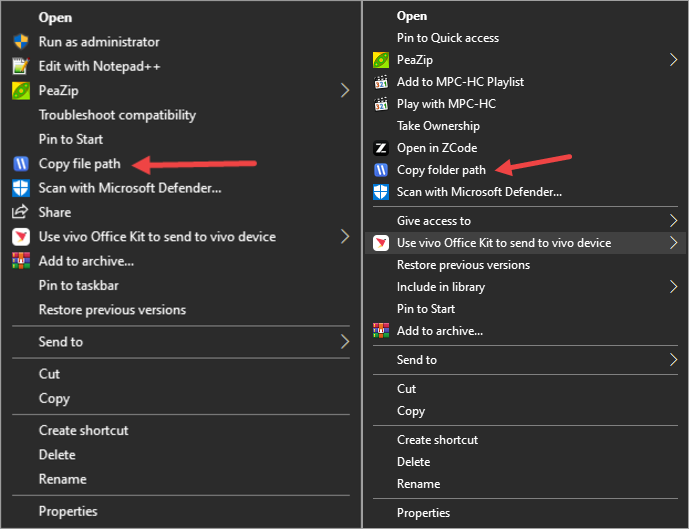 Open
Run as administrator
Edit with Notepad++
PeaZip
Troubleshoot compatibility
Pin to Start
Copy file path
Scan with Microsoft Defender...
Share
Use vivo Office Kit to send to vivo device
Add to archive...
Pin to taskbar
Restore previous versions
Send to
Cut
Copy
Create shortcut
Delete
Rename
Properties
Open
Pin to Quick access
PeaZip
Add to MPC-HC Playlist
Play with MPC-HC
Take Ownership
Open in ZCode
Copy folder path
Scan with Microsoft Defender...
Give access to
Use vivo Office Kit to send to vivo device
Restore previous versions
Include in library
Pin to Start
Add to archive...
Send to
Cut
Copy
Create shortcut
Delete
Rename
Properties